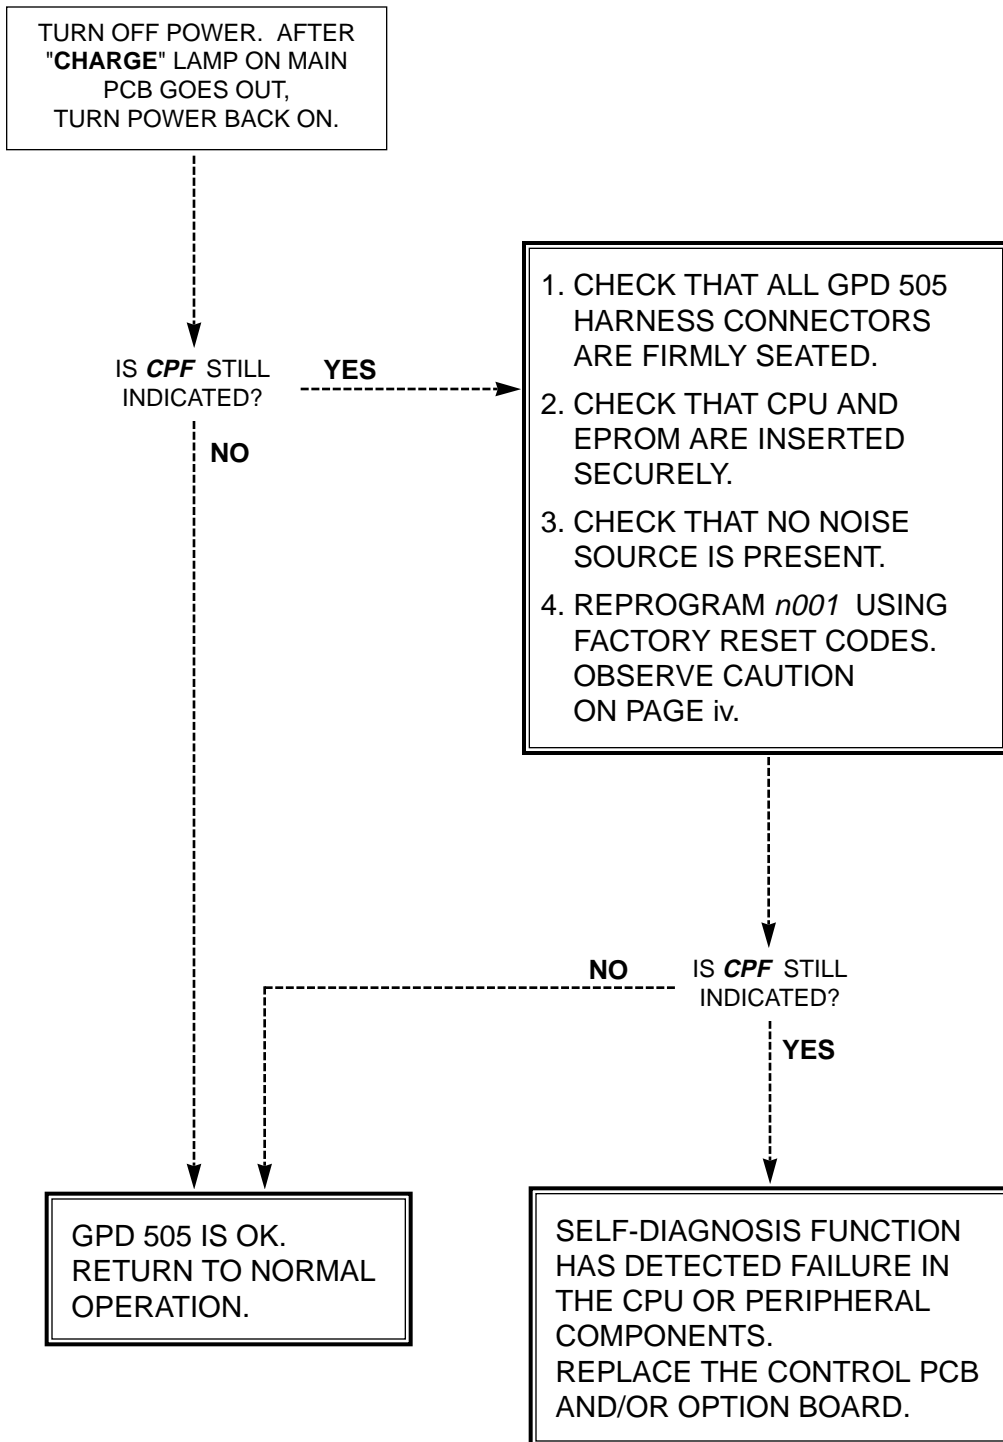 TURN OFF POWER. AFTER
"CHARGE" LAMP ON MAIN
PCB GOES OUT,
TURN POWER BACK ON.
IS CPF STILL
INDICATED?
YES
NO
1. CHECK THAT ALL GPD 505
HARNESS CONNECTORS
ARE FIRMLY SEATED.
2. CHECK THAT CPU AND
EPROM ARE INSERTED
SECURELY.
3. CHECK THAT NO NOISE
SOURCE IS PRESENT.
4. REPROGRAM n001 USING
FACTORY RESET CODES.
OBSERVE CAUTION
ON PAGE iv.
IS CPF STILL
INDICATED?
NO
YES
GPD 505 IS OK.
RETURN TO NORMAL
OPERATION.
SELF-DIAGNOSIS FUNCTION
HAS DETECTED FAILURE IN
THE CPU OR PERIPHERAL
COMPONENTS.
REPLACE THE CONTROL PCB
AND/OR OPTION BOARD.